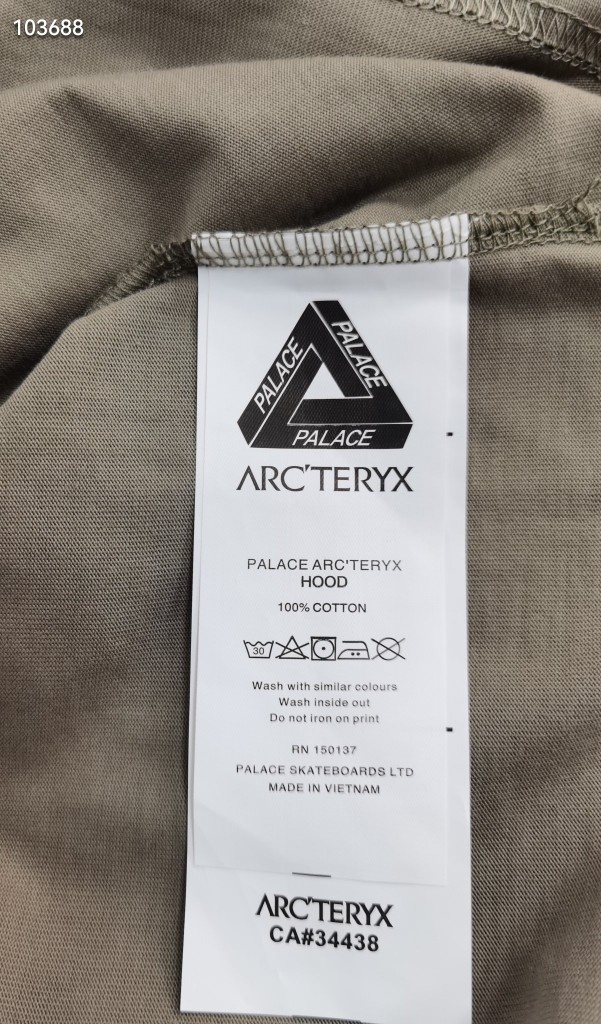 103688
PALACE
PALACE
PALACE
ARC'TERYX
PALACE ARC'TERYX
HOOD
100% COTTON
30
Wash with similar colours
Wash inside out
Do not iron on print
RN 150137
PALACE SKATEBOARDS LTD
MADE IN VIETNAM
ARC'TERYX
CA#34438